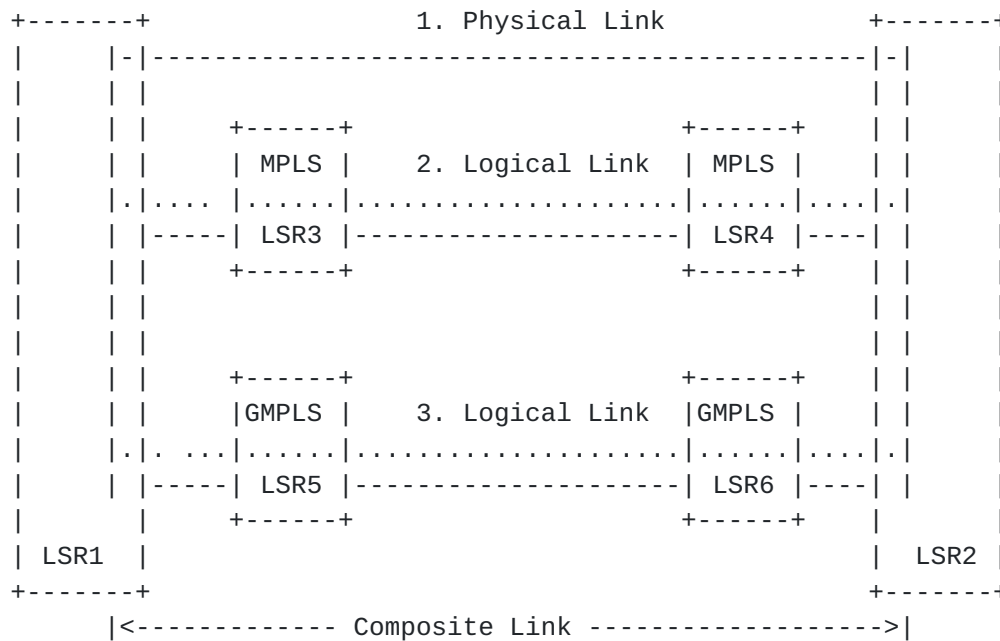 1. Physical Link
MPLS 2. Logical Link MPLS
LSR3 LSR4
GMPLS 3. Logical Link GMPLS
LSR5 LSR6
LSR1 LSR2
Composite Link